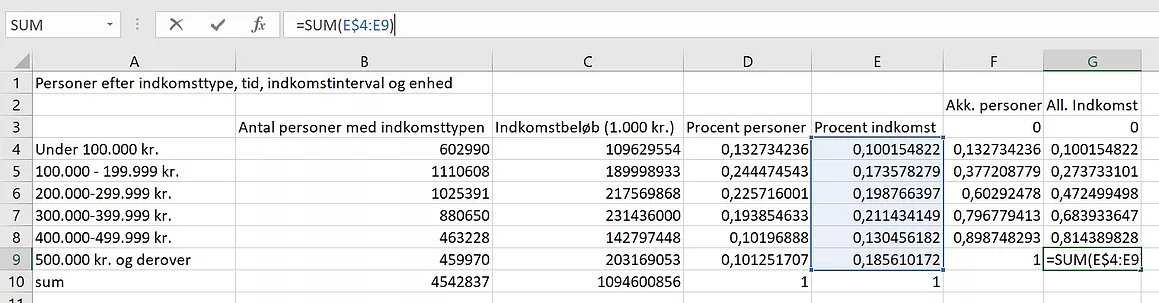 SUM =SUM(E$4:E9)
A B C D E F G
1 Personer efter indkomsttype, tid, indkomstinterval og enhed
2 Akk. personer All. Indkomst
3 Antal personer med indkomsttypen Indkomstbeløb (1.000 kr.) Procent personer Procent indkomst 0 0
4 Under 100.000 kr. 602990 109629554 0,132734236 0,100154822 0,132734236 0,100154822
5 100.000 - 199.999 kr. 1110608 189998933 0,244474543 0,173578279 0,377208779 0,273733101
6 200.000-299.999 kr. 1025391 217569868 0,225716001 0,198766397 0,60292478 0,472499498
7 300.000-399.999 kr. 880650 231436000 0,193854633 0,211434149 0,796779413 0,683933647
8 400.000-499.999 kr. 463228 142797448 0,10196888 0,130456182 0,898748293 0,814389828
9 500.000 kr. og derover 459970 203169053 0,101251707 0,185610172 1 =SUM(E$4:E9
10 sum 4542837 1094600856 1 1